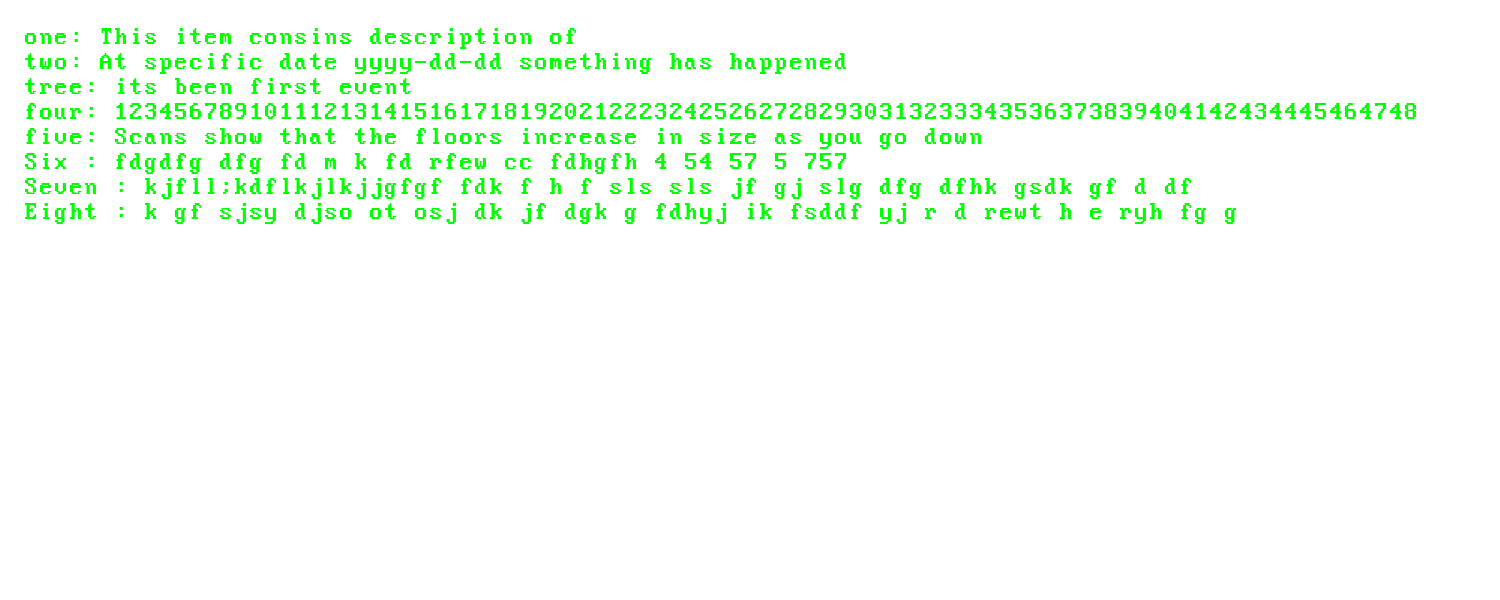 one: This item consins description of
two: At specific date yyyy-dd-dd something has happened
tree: its been first event
four: 123456789101112131415161718192021222324252627282930313233343536373839404142434445464748
five: Scans show that the floors increase in size as you go down
Six : fdgdfg dfg fd m k fd rfew cc fdhgfh 4 54 57 5 757
Seven : kjfll;kdflkjlkjjgfgf fdk f h f sls sls jf gj slg dfg dfhk gsdk gf d df
Eight : k gf sjsy djso ot osj dk jf dgk g fdhyj ik fsddf yj r d rewt h e ryh fg g